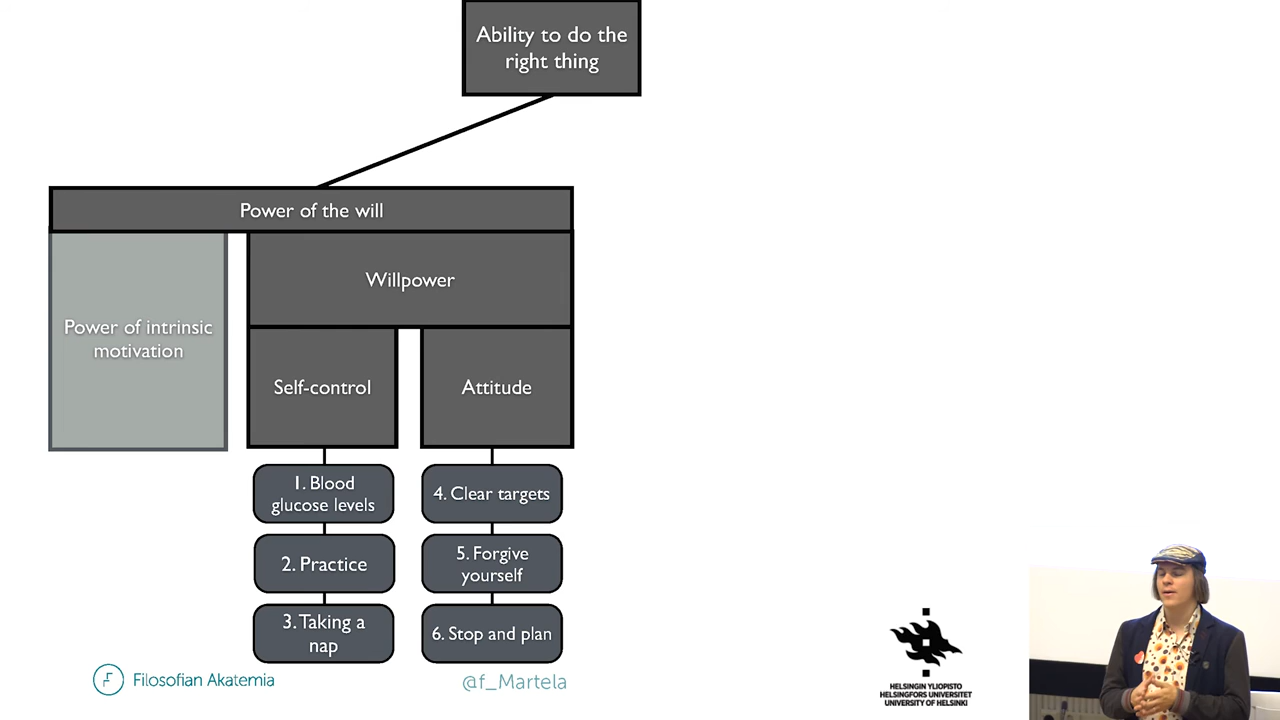 Ability to do the
right thing
Power of the will
Power of intrinsic
motivation
Willpower
Self-control
Attitude
1. Blood
glucose levels
2. Practice
3. Taking a
nap
4. Clear targets
5. Forgive
yourself
6. Stop and plan
Filosofian Akatemia
@f_Martela
HELSINGIN YLIOPISTO
HELSINGFORS UNIVERSITET
UNIVERSITY OF HELSINKI